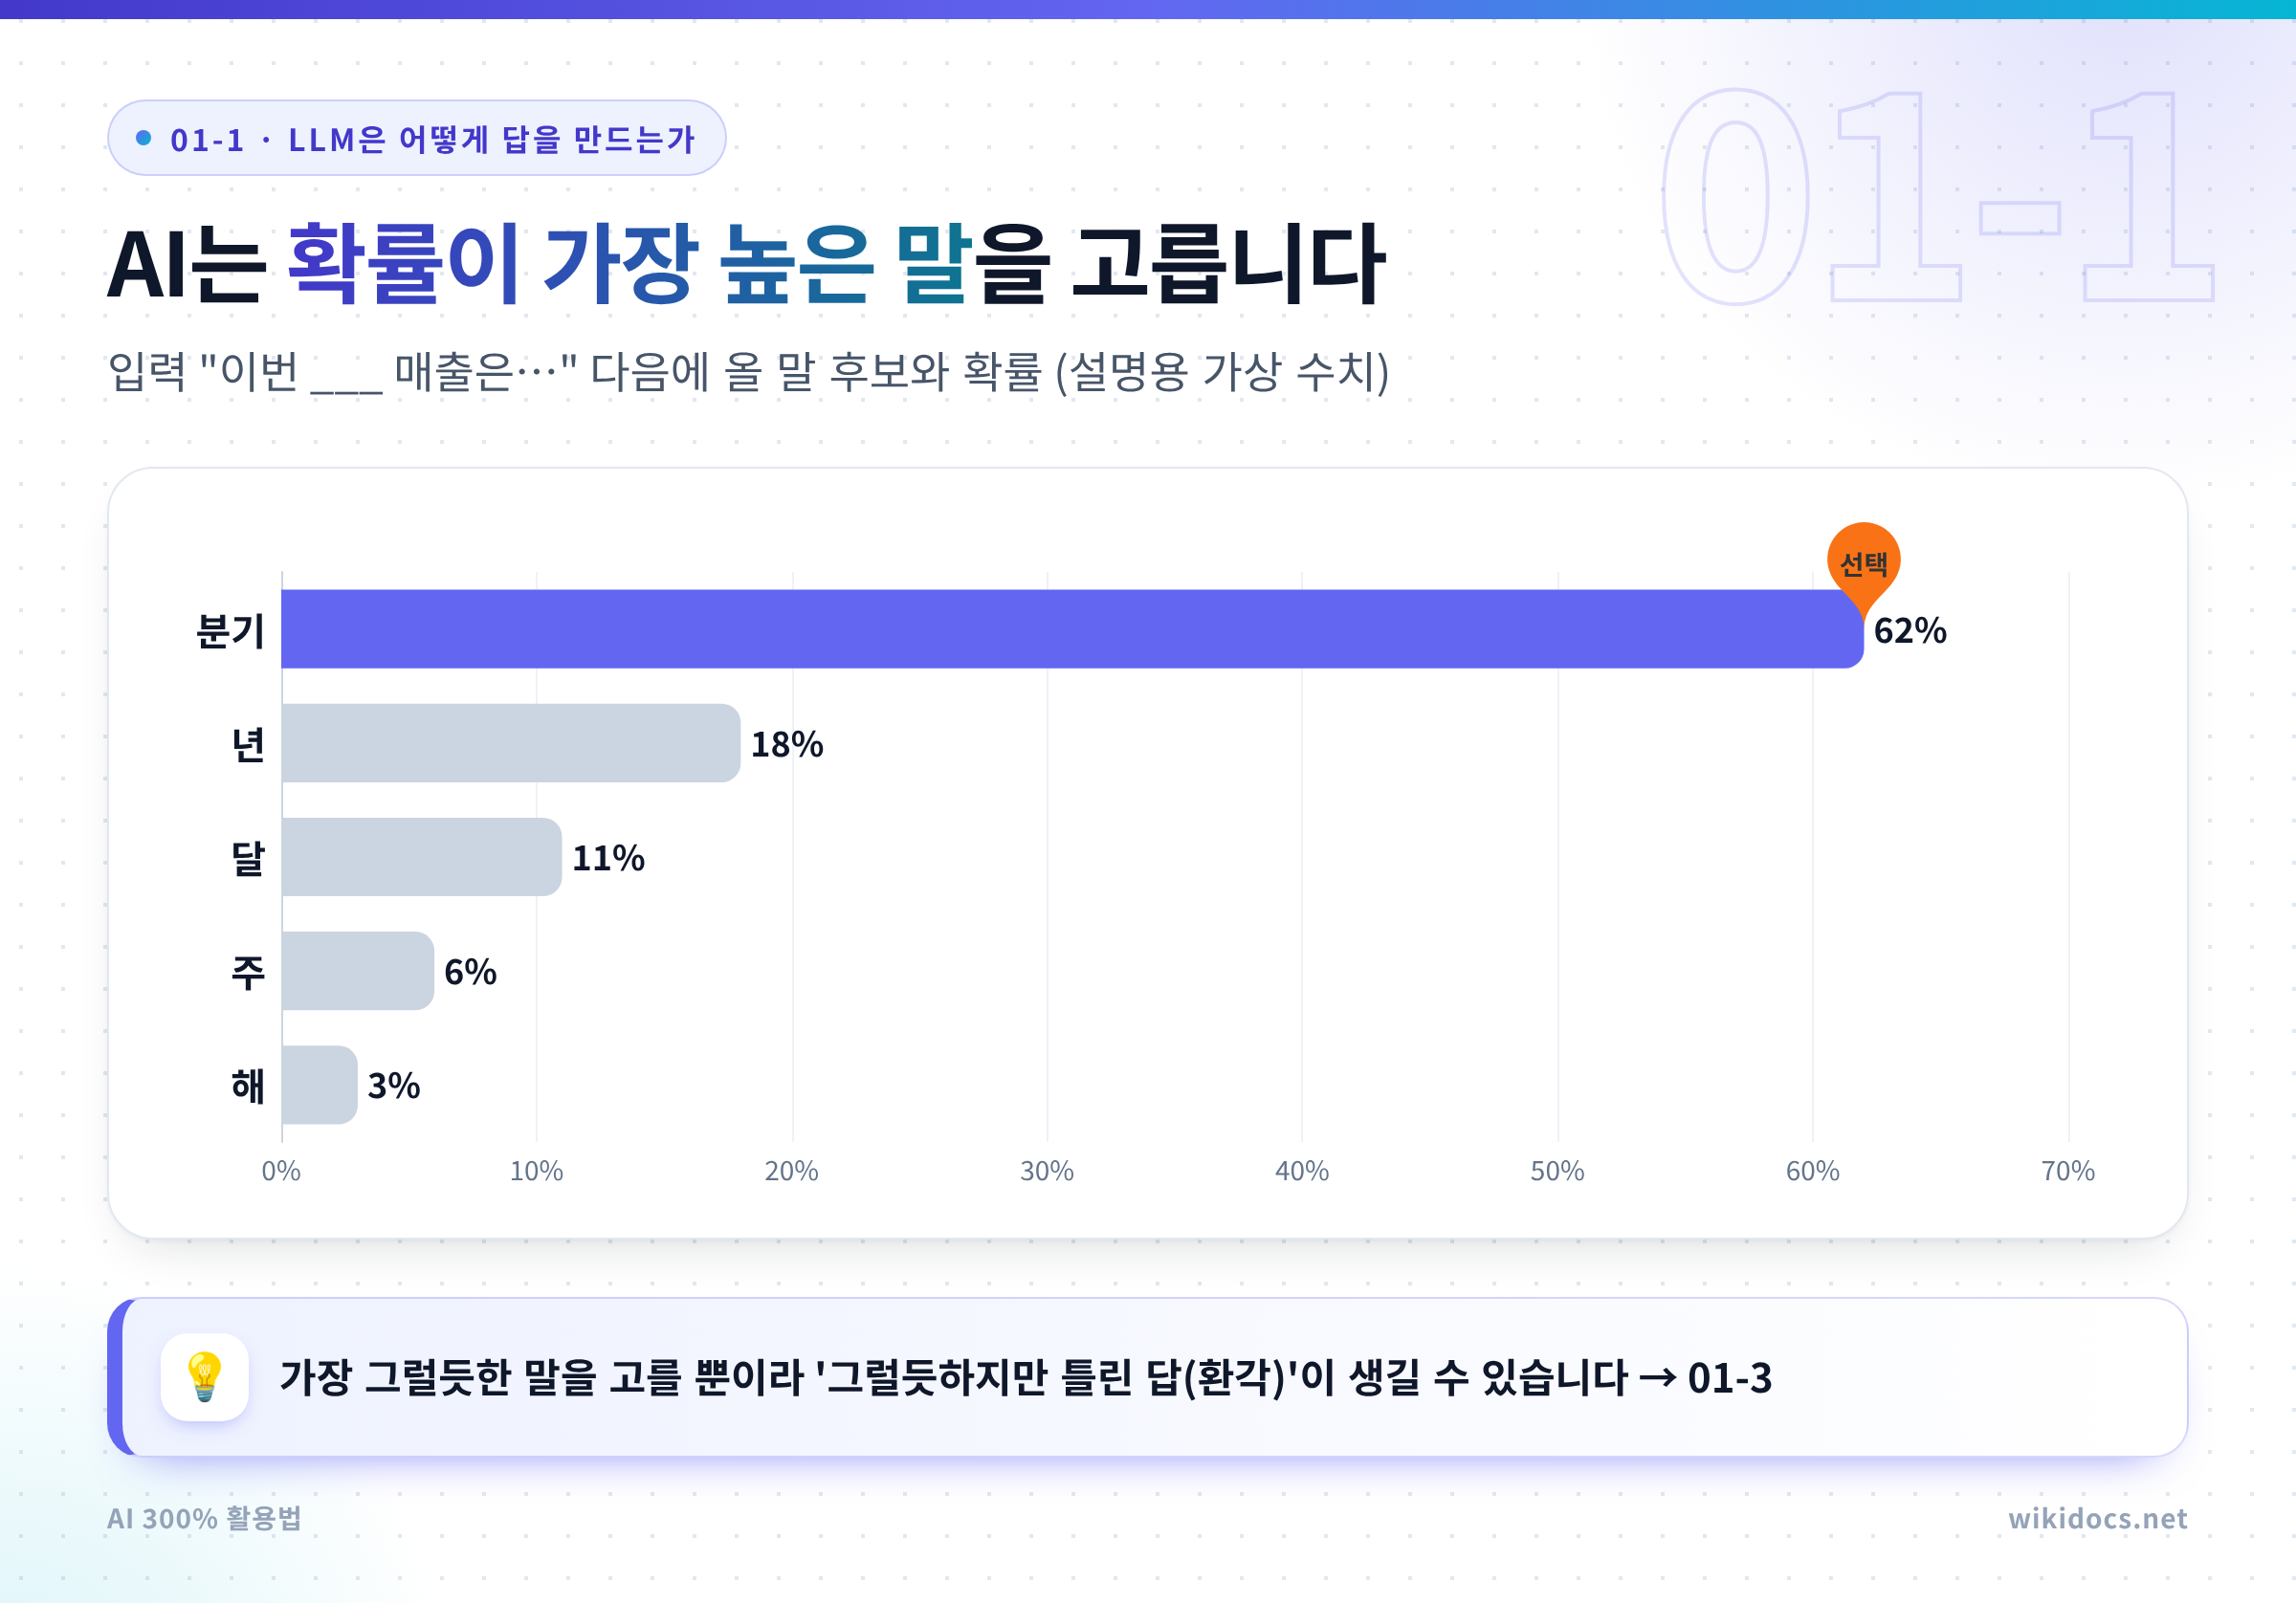 01-1
01-1 · LLM은 어떻게 답을 만드는가
AI는 확률이 가장 높은 말을 고릅니다
입력 "이번 ___ 매출은…" 다음에 올 말 후보와 확률 (설명용 가상 수치)
선택
분기 62%
년 18%
달 11%
주 6%
해 3%
0% 10% 20% 30% 40% 50% 60% 70%
가장 그럴듯한 말을 고를 뿐이라 '그럴듯하지만 틀린 답(환각)'이 생길 수 있습니다 → 01-3
AI 300% 활용법
wikidocs.net